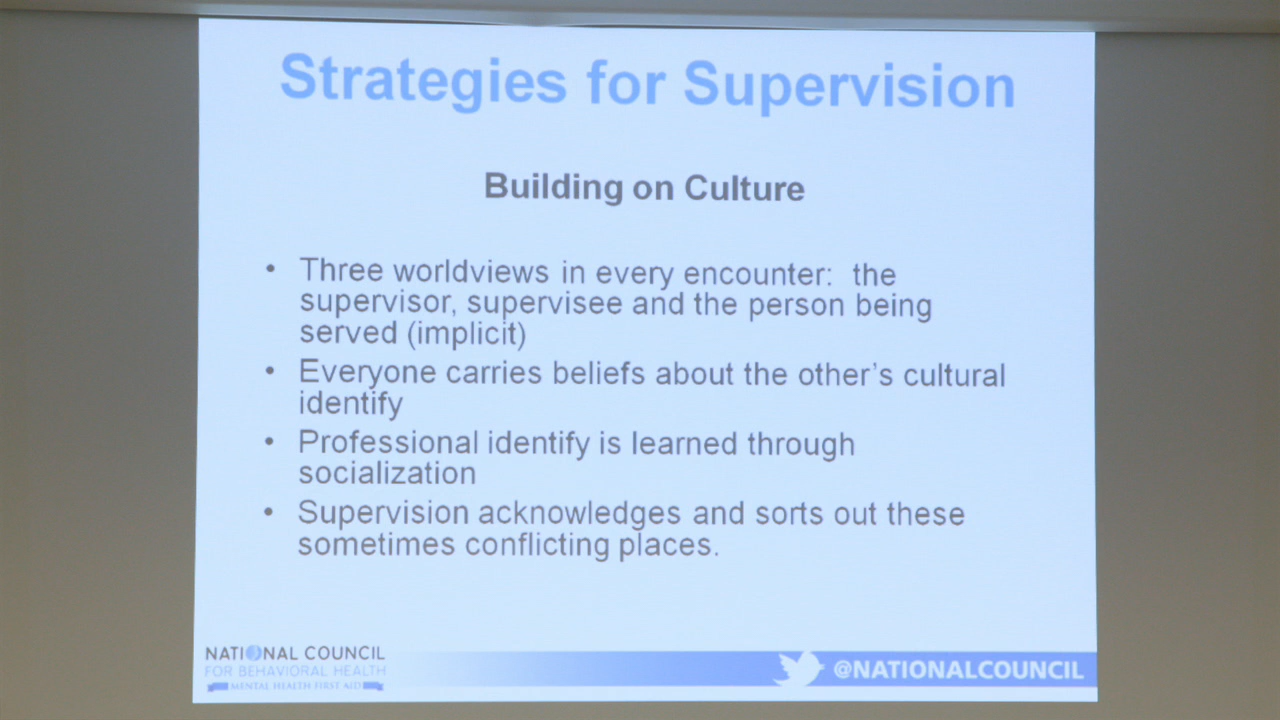 Strategies for Supervision
Building on Culture
• Three worldviews in every encounter: the
supervisor, supervisee and the person being
served (implicit)
• Everyone carries beliefs about the other's cultural
identify
• Professional identify is learned through
socialization
• Supervision acknowledges and sorts out these
sometimes conflicting places.
NATIONAL COUNCIL
FOR BEHAVIORAL HEALTH
MENTAL HEALTH FIRST AID
@NATIONALCOUNCIL